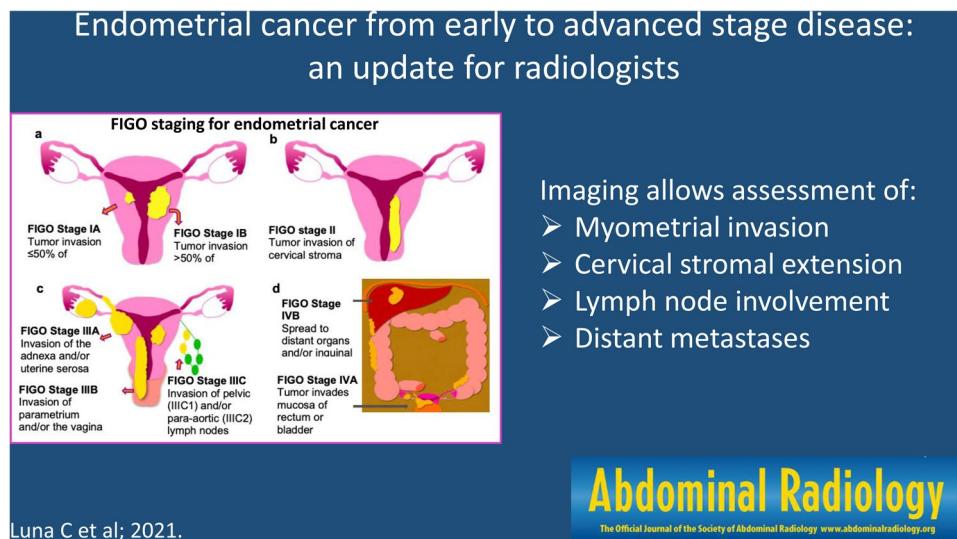 Endometrial cancer from early to advanced stage disease:
an update for radiologists
FIGO staging for endometrial cancer
a
b
FIGO Stage IA
Tumor invasion
≤50% of
FIGO Stage IB
Tumor invasion
>50% of
FIGO stage II
Tumor invasion of
cervical stroma
c
d
FIGO Stage IIIA
Invasion of the
adnexa and/or
uterine serosa
FIGO Stage IIIB
Invasion of
parametrium
and/or the vagina
FIGO Stage IIIC
Invasion of pelvic
(IIIC1) and/or
para-aortic (IIIC2)
lymph nodes
FIGO Stage
IVB
Spread to
distant organs
and/or inguinal
FIGO Stage IVA
Tumor invades
mucosa of
rectum or
bladder
Imaging allows assessment of:
➢ Myometrial invasion
➢ Cervical stromal extension
➢ Lymph node involvement
➢ Distant metastases
Luna C et al; 2021.
Abdominal Radiology
The Official Journal of the Society of Abdominal Radiology www.abdominalradiology.org